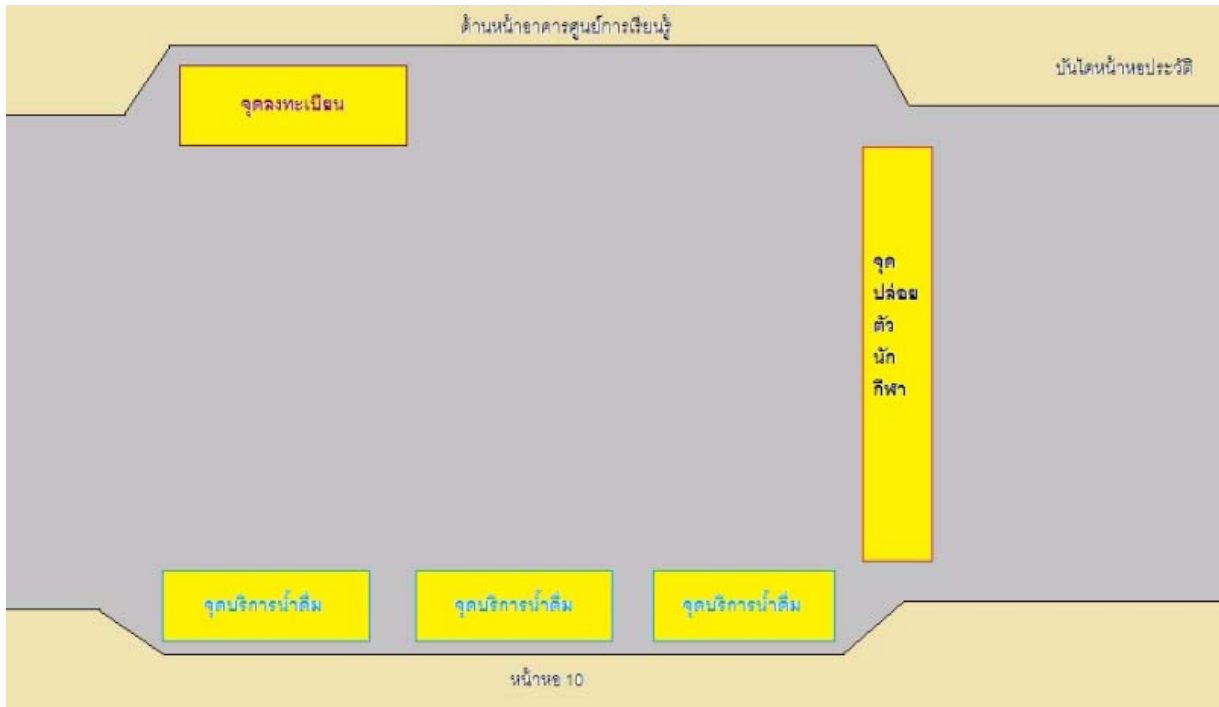 ด้านหน้าอาคารศูนย์การเรียนรู้
บันไดหน้าหอประวัติ
จุดลงทะเบียน
จุด
ปล่อย
ตัว
นัก
กีฬา
จุดบริการน้ำดื่ม
จุดบริการน้ำดื่ม
จุดบริการน้ำดื่ม
หน้าหอ 10